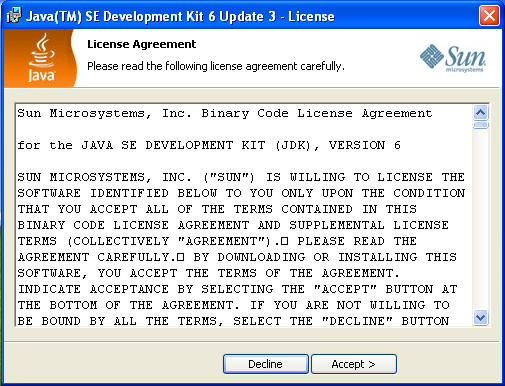 Java(TM) SE Development Kit 6 Update 3 - License
License Agreement
Please read the following license agreement carefully.
Java
Sun
microsystems
Sun Microsystems, Inc. Binary Code License Agreement
for the JAVA SE DEVELOPMENT KIT (JDK), VERSION 6
SUN MICROSYSTEMS, INC. ("SUN") IS WILLING TO LICENSE THE
SOFTWARE IDENTIFIED BELOW TO YOU ONLY UPON THE CONDITION
THAT YOU ACCEPT ALL OF THE TERMS CONTAINED IN THIS
BINARY CODE LICENSE AGREEMENT AND SUPPLEMENTAL LICENSE
TERMS (COLLECTIVELY "AGREEMENT").□ PLEASE READ THE
AGREEMENT CAREFULLY.□ BY DOWNLOADING OR INSTALLING THIS
SOFTWARE, YOU ACCEPT THE TERMS OF THE AGREEMENT.
INDICATE ACCEPTANCE BY SELECTING THE "ACCEPT" BUTTON AT
THE BOTTOM OF THE AGREEMENT. IF YOU ARE NOT WILLING TO
BE BOUND BY ALL THE TERMS, SELECT THE "DECLINE" BUTTON
Decline
Accept >